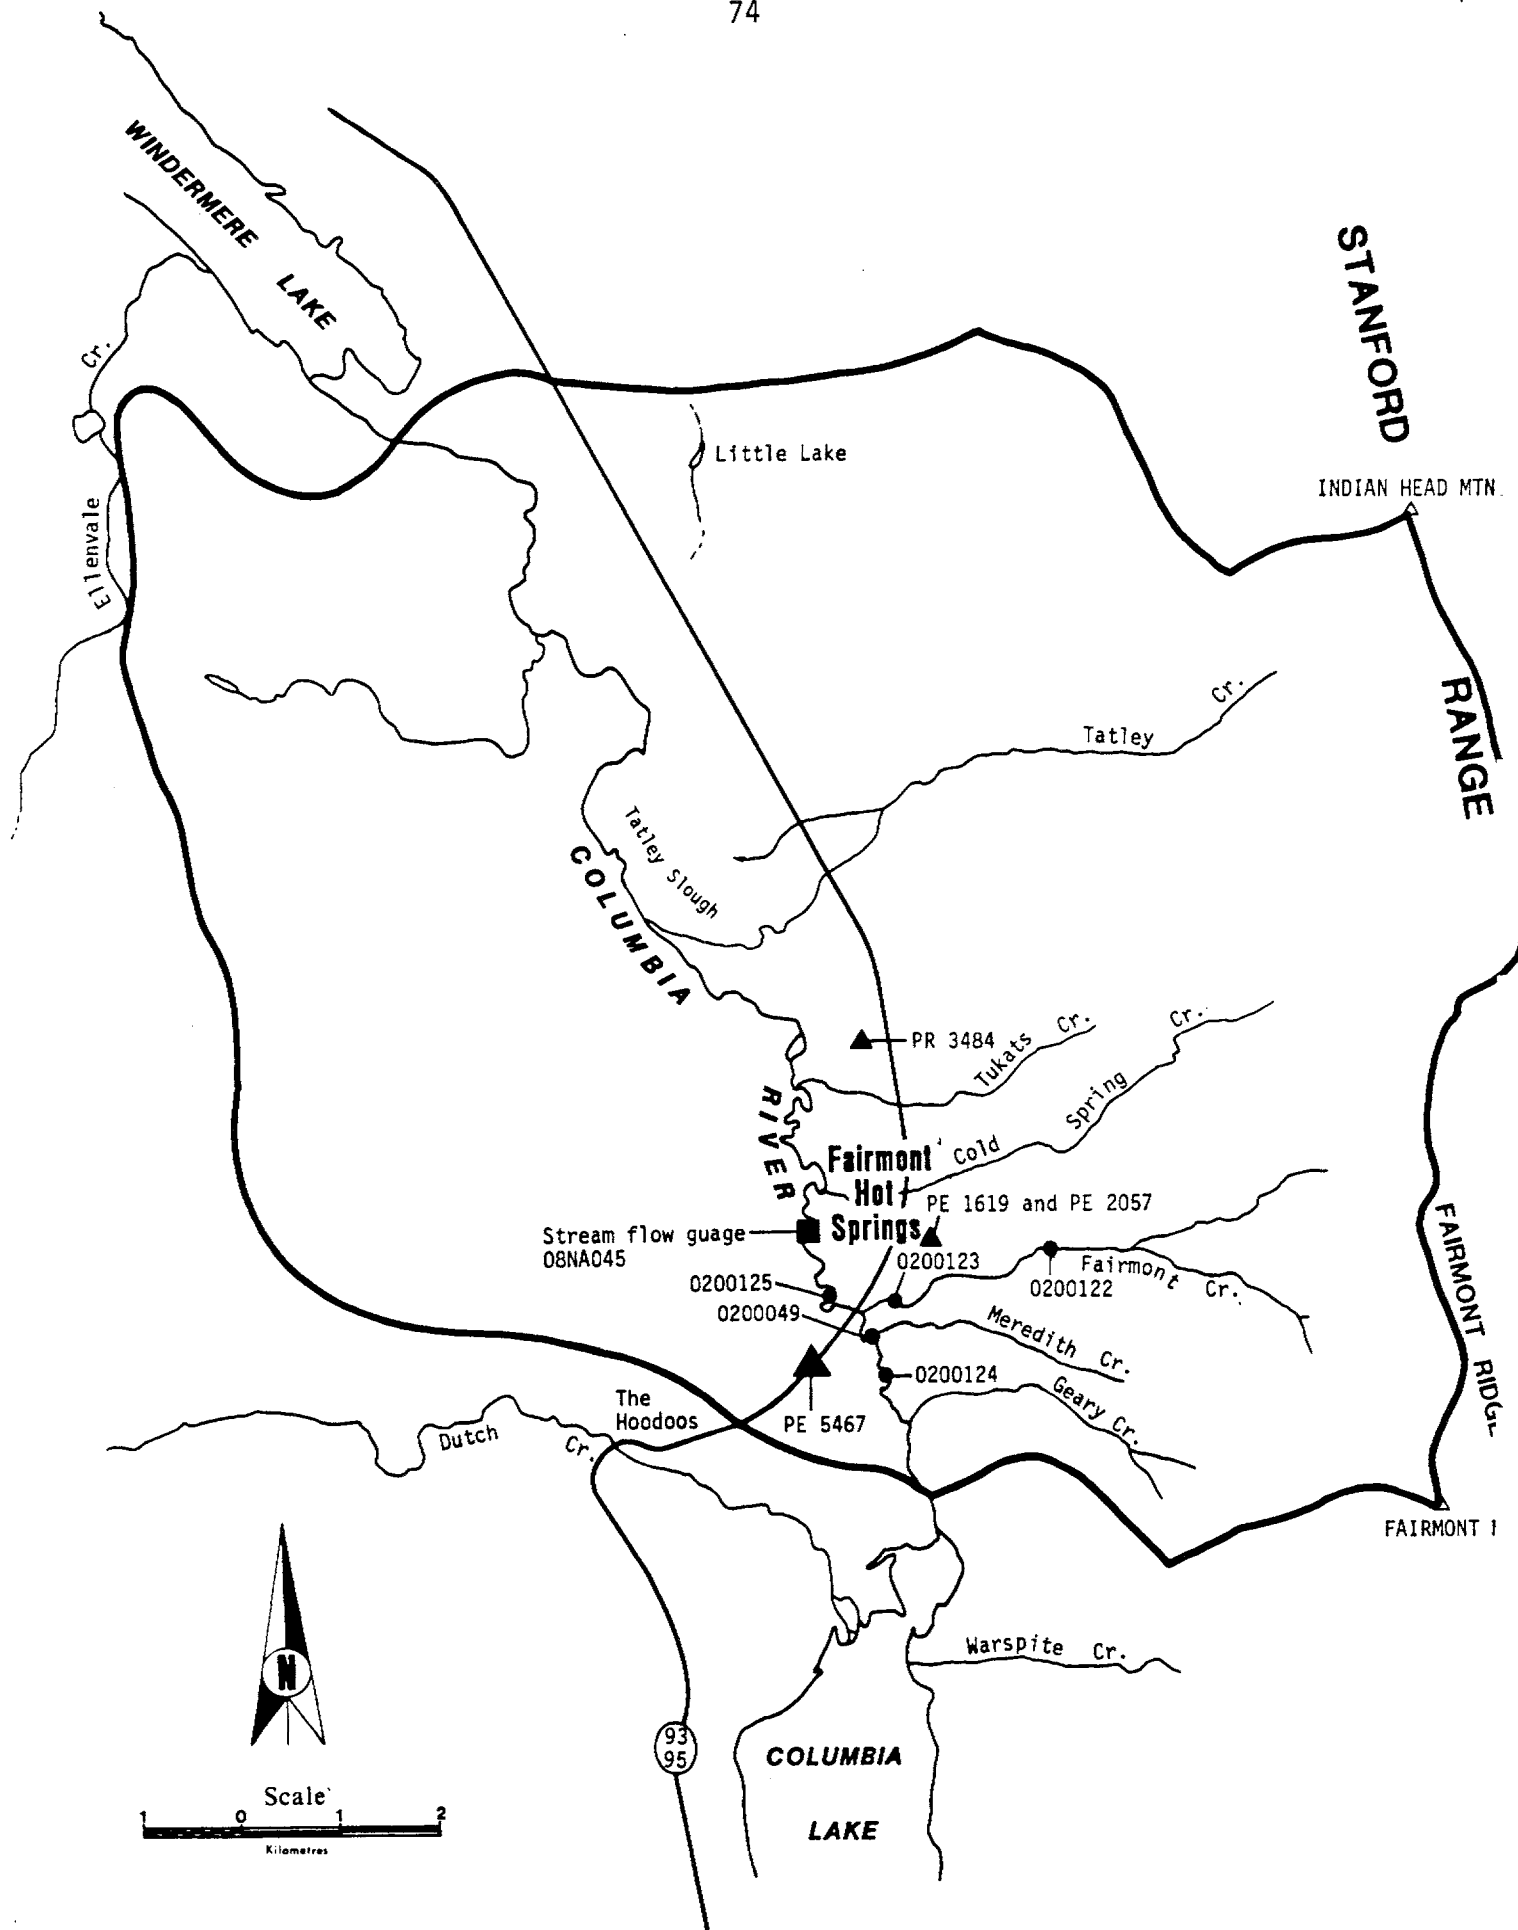 74
WINDERMERE
LAKE
STANFORD
RANGE
Cr.
Ellenvale
Little Lake
INDIAN HEAD MTN.
Tatley Cr.
Tatley Slough
COLUMBIA
RIVER
PR 3484
Tukats Cr.
Cold Spring Cr.
Fairmont
Hot
Springs
PE 1619 and PE 2057
Stream flow guage
08NA045
0200123
0200125
0200122
Fairmont Cr.
0200049
Meredith Cr.
0200124
Geary Cr.
FAIRMONT RIDGE
The
Hoodoos
PE 5467
Dutch Cr.
FAIRMONT
Warspite Cr.
N
93
95
COLUMBIA
LAKE
Scale
1 0 1 2
Kilometres